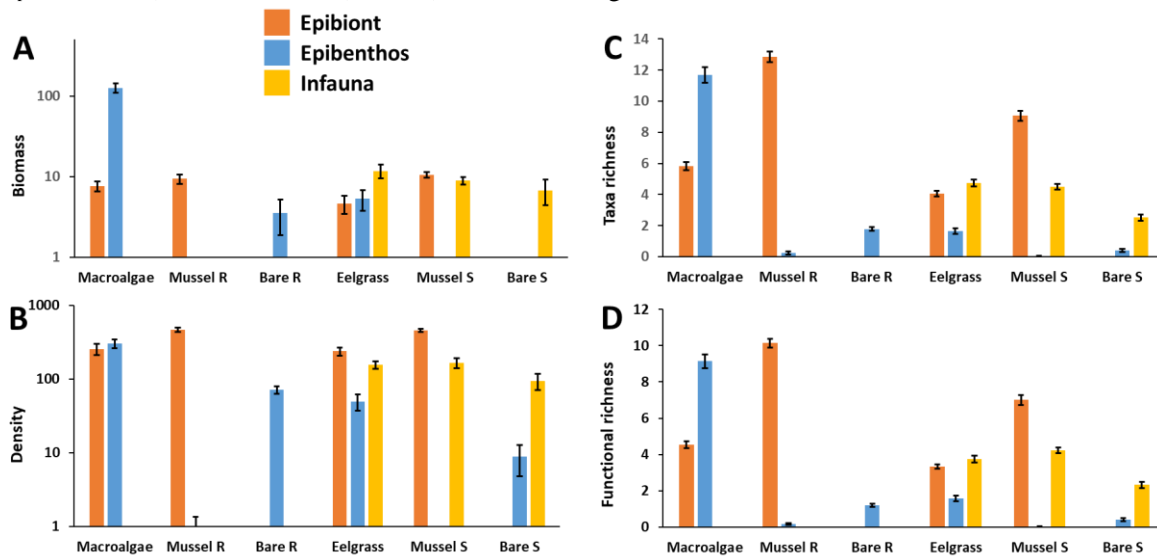 Epibiont
Epibenthos
Infauna
A
100
10
1
Biomass
Macroalgae Mussel R Bare R Eelgrass Mussel S Bare S
B
1000
100
10
1
Density
Macroalgae Mussel R Bare R Eelgrass Mussel S Bare S
C
14
12
10
8
6
4
2
0
Taxa richness
Macroalgae Mussel R Bare R Eelgrass Mussel S Bare S
D
12
10
8
6
4
2
0
Functional richness
Macroalgae Mussel R Bare R Eelgrass Mussel S Bare S